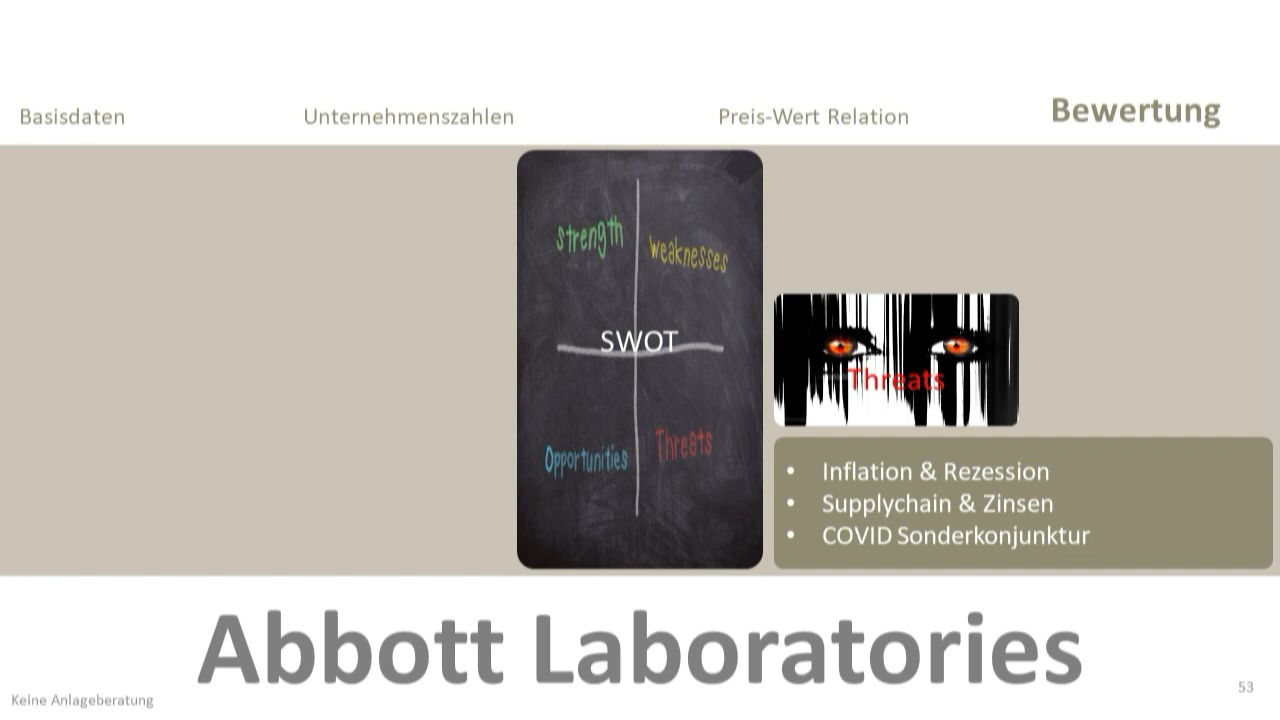 Basisdaten
Unternehmenszahlen
Preis-Wert Relation
Bewertung
strength
weaknesses
SWOT
Opportunities
Threats
Threats
• Inflation & Rezession
• Supplychain & Zinsen
• COVID Sonderkonjunktur
Abbott Laboratories
Keine Anlageberatung
53